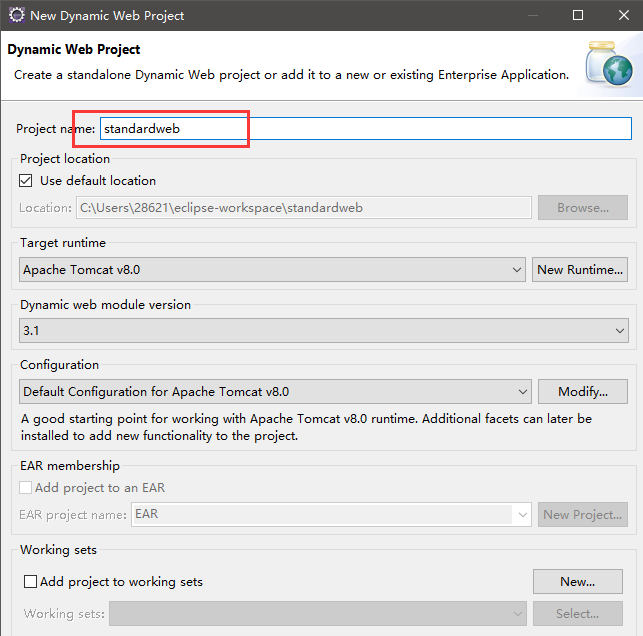 New Dynamic Web Project
Dynamic Web Project
Create a standalone Dynamic Web project or add it to a new or existing Enterprise Application.
Project name: standardweb
Project location
Use default location
Location: C:\Users\28621\eclipse-workspace\standardweb Browse...
Target runtime
Apache Tomcat v8.0 New Runtime...
Dynamic web module version
3.1
Configuration
Default Configuration for Apache Tomcat v8.0 Modify...
A good starting point for working with Apache Tomcat v8.0 runtime. Additional facets can later be
installed to add new functionality to the project.
EAR membership
Add project to an EAR
EAR project name: EAR New Project...
Working sets
Add project to working sets New...
Working sets: Select...